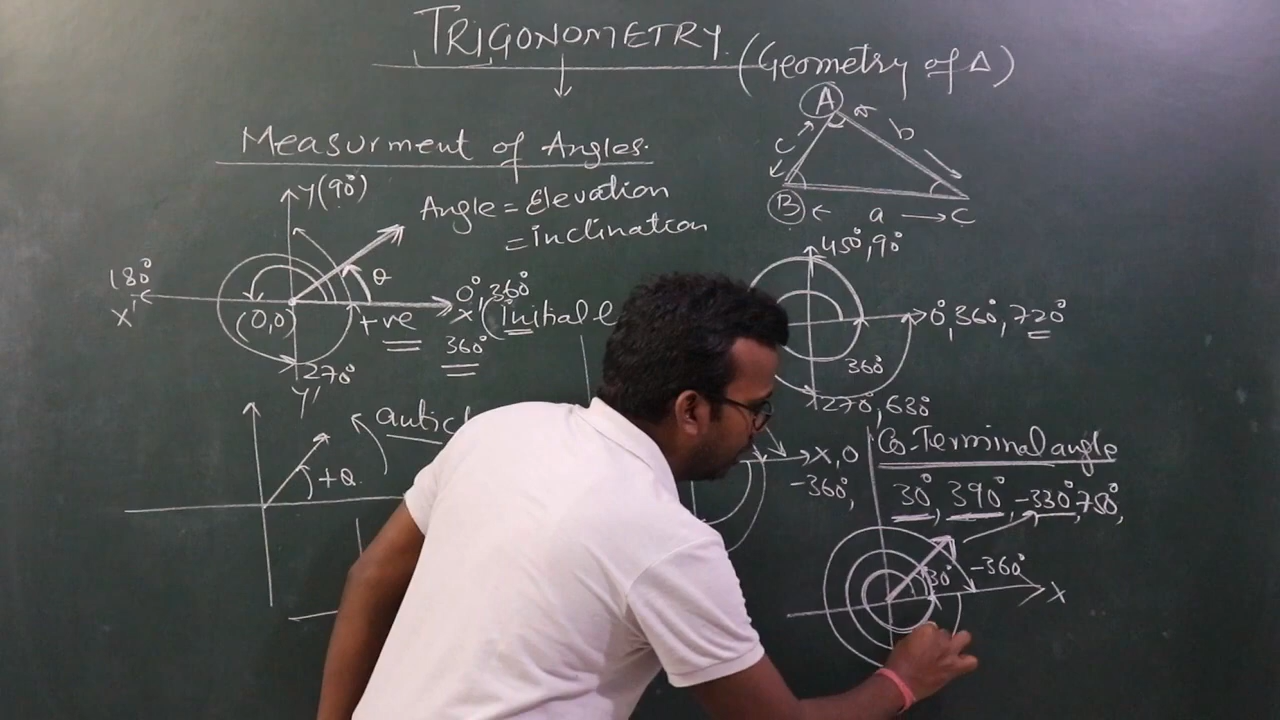 TRIGONOMETRY. (Geometry of Δ)
Measurment of Angles.
Angle = Elevation
= Inclination
y(90°)
180°
x'
(0,0)
θ
+ve
0°, 360°
x (Initial
360°
270°
y'
A
b
c
B
a
C
450°, 90°
0°, 360°, 720°
360°
270°, 630°
+θ
X, 0
-360°,
Co-Terminal angle
30°, 390°, -330°, 750°,
30°
-360°
X